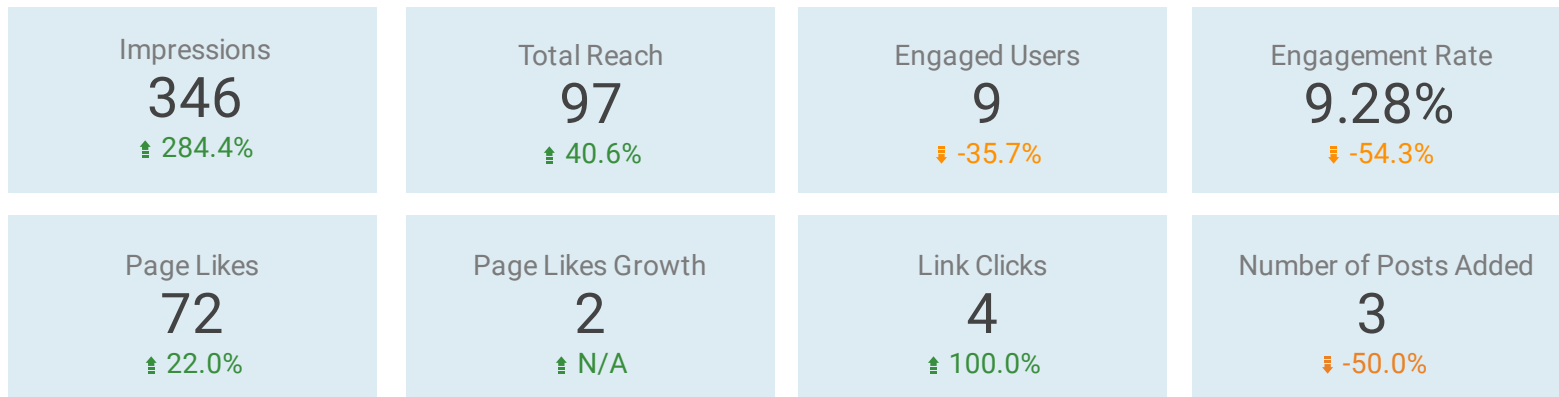 Impressions
346
284.4%
Total Reach
97
40.6%
Engaged Users
9
-35.7%
Engagement Rate
9.28%
-54.3%
Page Likes
72
22.0%
Page Likes Growth
2
N/A
Link Clicks
4
100.0%
Number of Posts Added
3
-50.0%